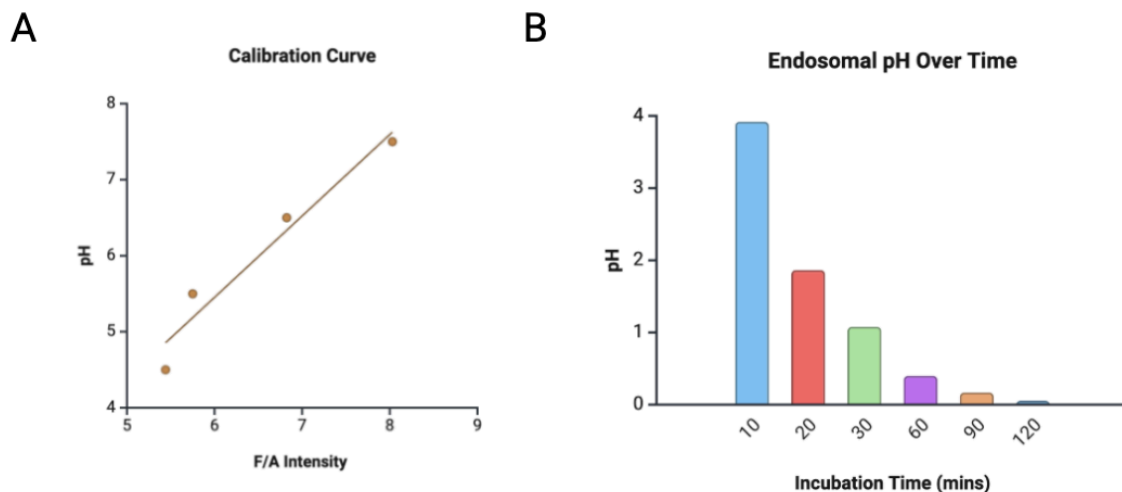 A
Calibration Curve
8
7
6
5
4
pH
5 6 7 8 9
F/A Intensity
B
Endosomal pH Over Time
4
3
2
1
0
pH
10 20 30 60 90 120
Incubation Time (mins)